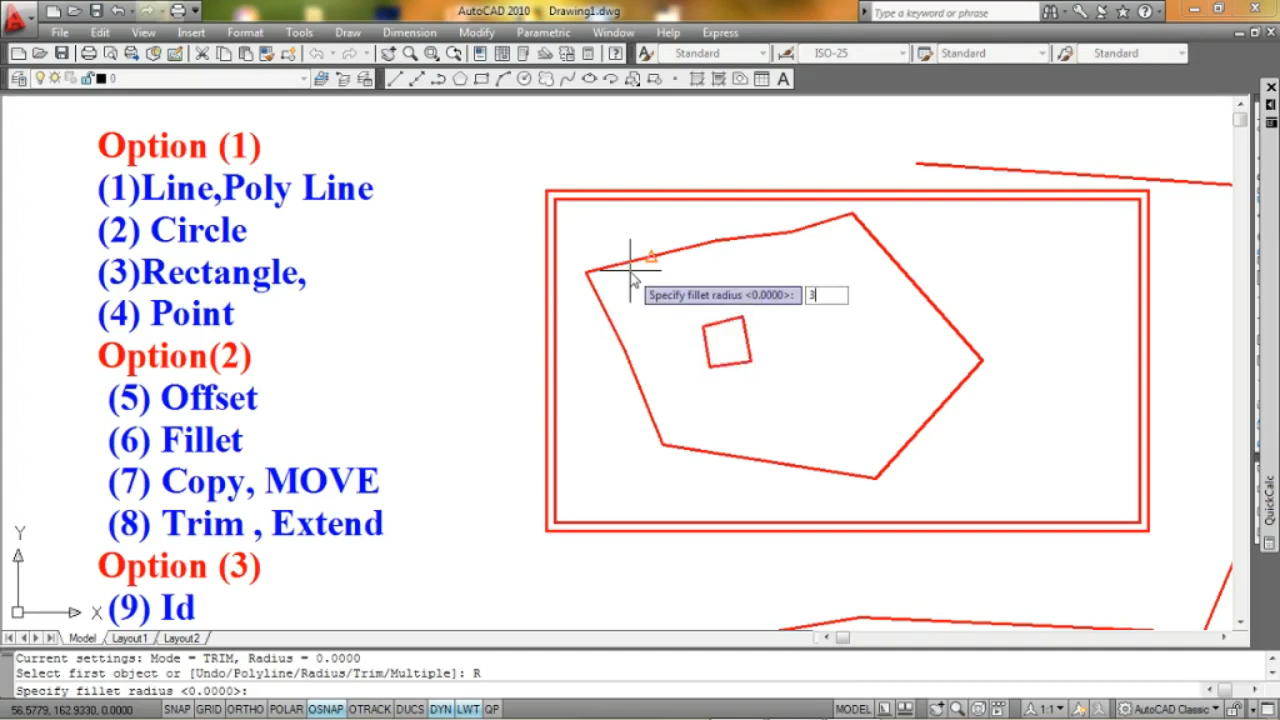 AutoCAD 2010 Drawing1.dwg
Type a keyword or phrase
File Edit View Insert Format Tools Draw Dimension Modify Parametric Window Help Express
Standard ISO-25 Standard Standard
0
Option (1)
(1)Line,Poly Line
(2) Circle
(3)Rectangle,
(4) Point
Option(2)
(5) Offset
(6) Fillet
(7) Copy, MOVE
(8) Trim , Extend
Option (3)
(9) Id
Specify fillet radius <0.0000>: 3
QuickCalc
Y
X
Model Layout1 Layout2
Current settings: Mode = TRIM, Radius = 0.0000
Select first object or [Undo/Polyline/Radius/Trim/Multiple]: R
Specify fillet radius <0.0000>:
56.5779, 162.9330, 0.0000 SNAP GRID ORTHO POLAR OSNAP OTRACK DUCS DYN LWT QP MODEL 1:1 AutoCAD Classic